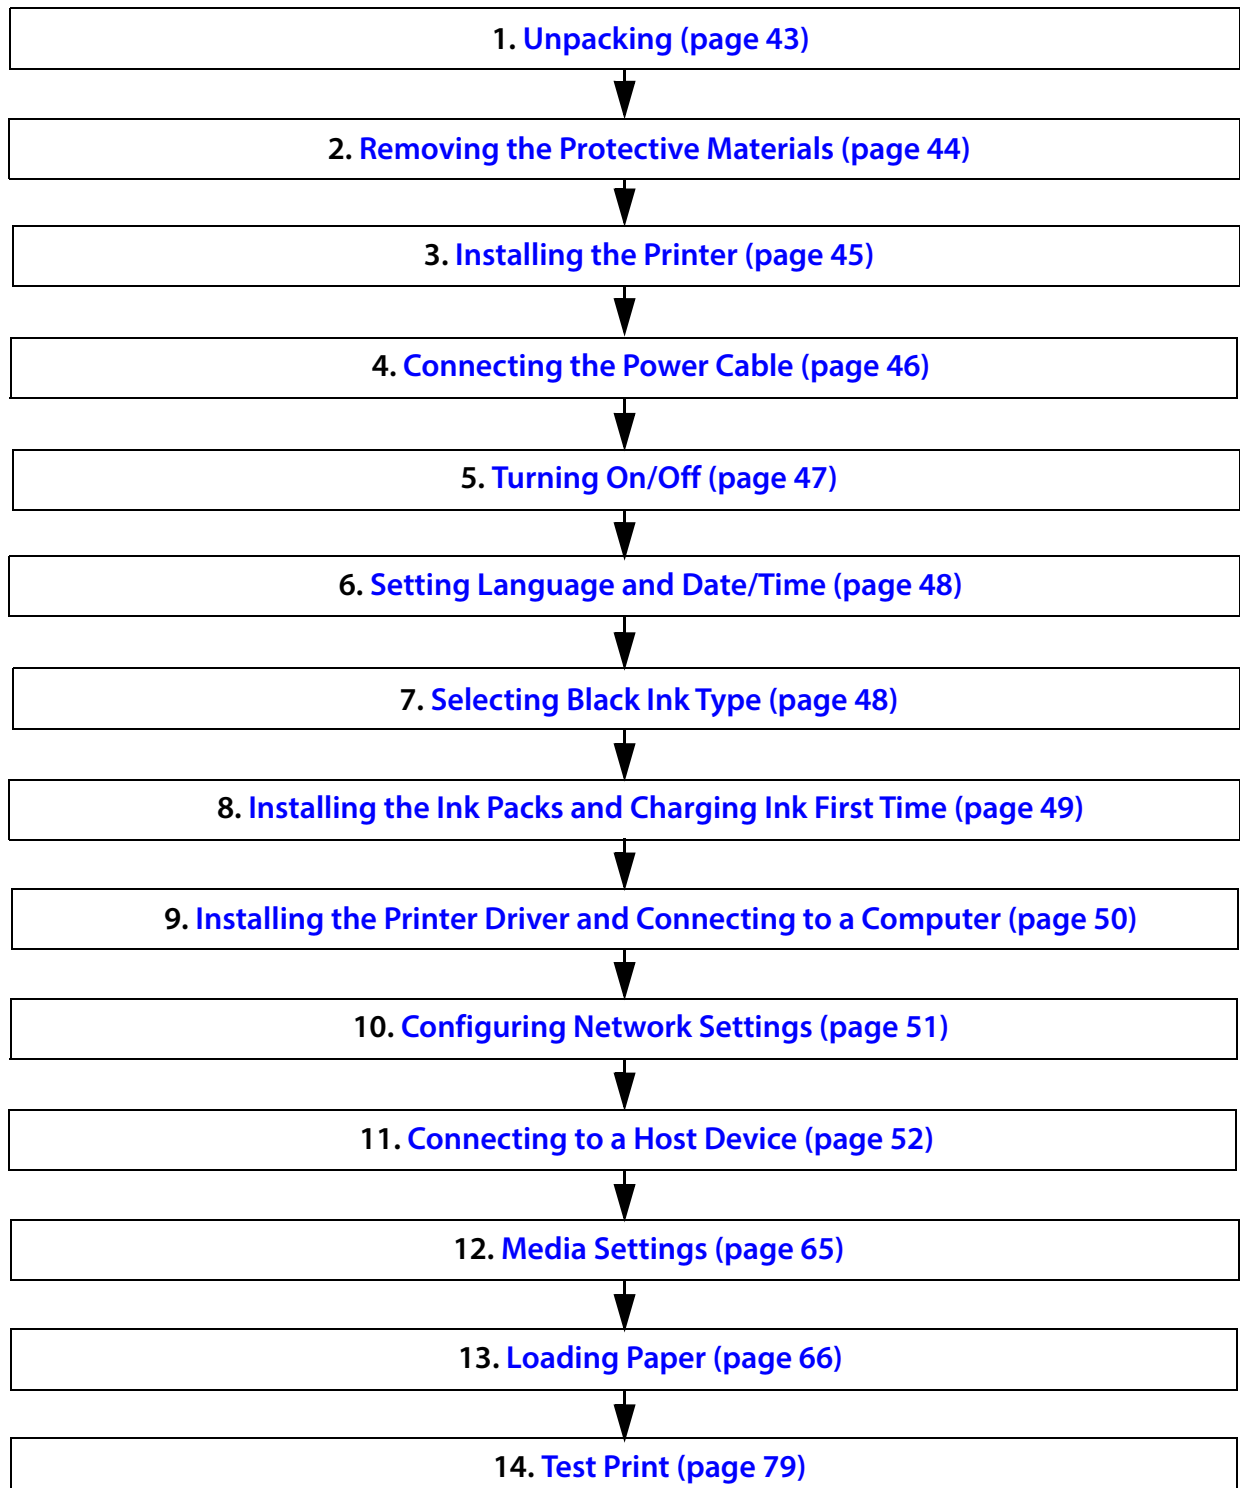 1. Unpacking (page 43)
2. Removing the Protective Materials (page 44)
3. Installing the Printer (page 45)
4. Connecting the Power Cable (page 46)
5. Turning On/Off (page 47)
6. Setting Language and Date/Time (page 48)
7. Selecting Black Ink Type (page 48)
8. Installing the Ink Packs and Charging Ink First Time (page 49)
9. Installing the Printer Driver and Connecting to a Computer (page 50)
10. Configuring Network Settings (page 51)
11. Connecting to a Host Device (page 52)
12. Media Settings (page 65)
13. Loading Paper (page 66)
14. Test Print (page 79)